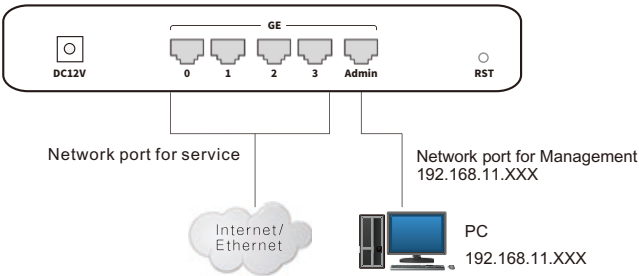 GE
DC12V
0
1
2
3
Admin
RST
Network port for service
Network port for Management
192.168.11.XXX
Internet/
Ethernet
PC
192.168.11.XXX